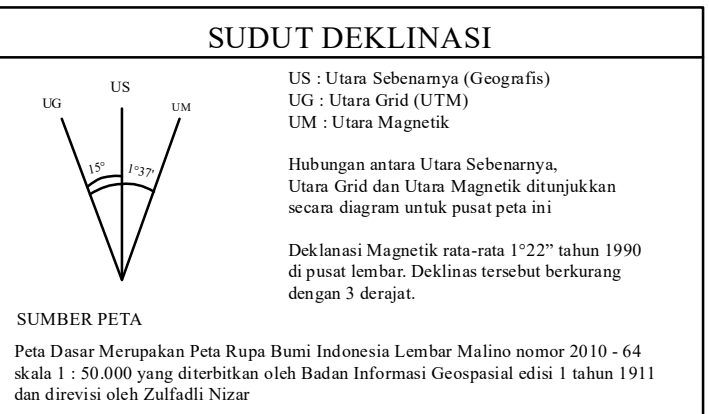 SUDUT DEKLINASI
US
UG
UM
15°
1°37'
US : Utara Sebenarnya (Geografis)
UG : Utara Grid (UTM)
UM : Utara Magnetik
Hubungan antara Utara Sebenarnya,
Utara Grid dan Utara Magnetik ditunjukkan
secara diagram untuk pusat peta ini
Deklanasi Magnetik rata-rata 1°22” tahun 1990
di pusat lembar. Deklinas tersebut berkurang
dengan 3 derajat.
SUMBER PETA
Peta Dasar Merupakan Peta Rupa Bumi Indonesia Lembar Malino nomor 2010 - 64
skala 1 : 50.000 yang diterbitkan oleh Badan Informasi Geospasial edisi 1 tahun 1911
dan direvisi oleh Zulfadli Nizar